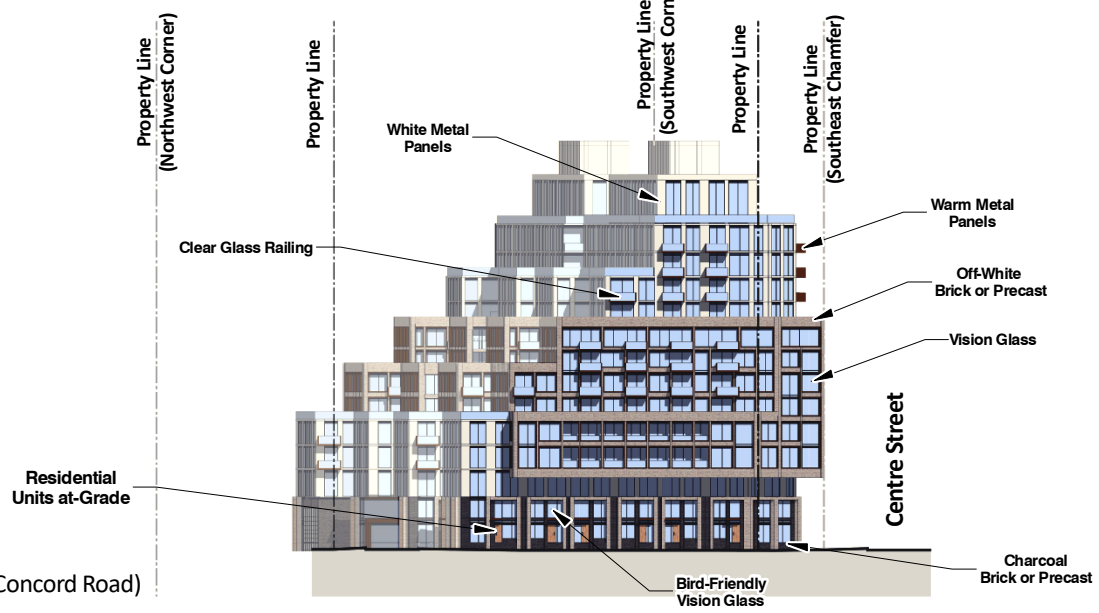 Property Line
(Northwest Corner)
Property Line
Property Line
(Southwest Corn
Property Line
Property Line
(Southeast Chamfer)
White Metal
Panels
Clear Glass Railing
Warm Metal
Panels
Off-White
Brick or Precast
Vision Glass
Centre Street
Residential
Units at-Grade
Charcoal
Brick or Precast
Bird-Friendly
Vision Glass
Concord Road)